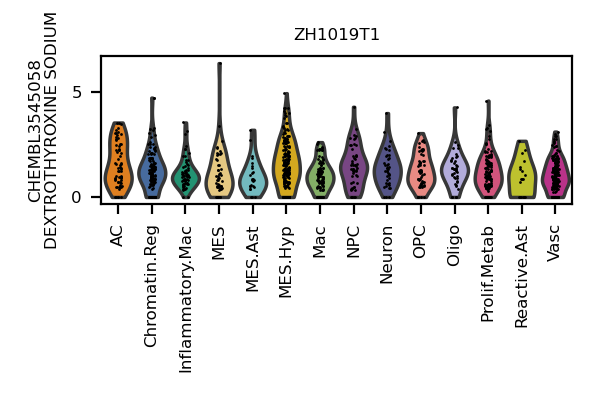 ZH1019T1
CHEMBL3545058
DEXTROTHYROXINE SODIUM
5
0
AC
Chromatin.Reg
Inflammatory.Mac
MES
MES.Ast
MES.Hyp
Mac
NPC
Neuron
OPC
Oligo
Prolif.Metab
Reactive.Ast
Vasc